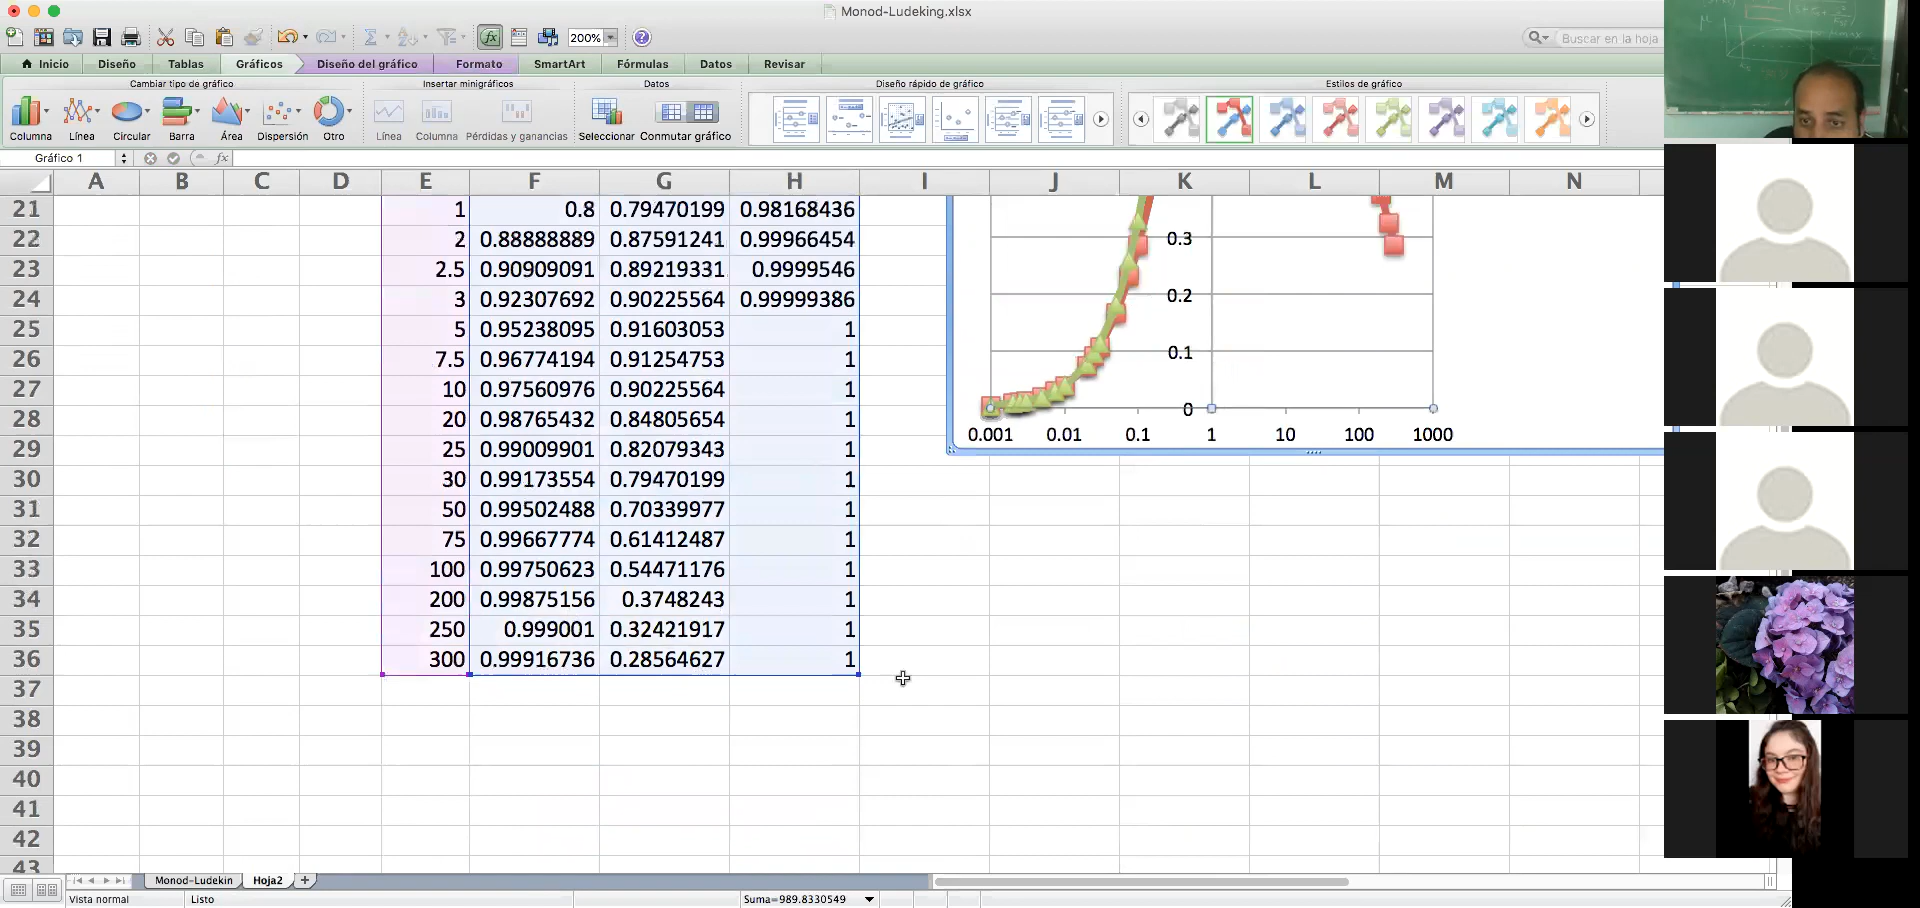 Monod-Ludeking.xlsx
200%
Buscar en la hoja
Inicio Diseño Tablas Gráficos Diseño del gráfico Formato SmartArt Fórmulas Datos Revisar
Cambiar tipo de gráfico Insertar minigráficos Datos Diseño rápido de gráfico Estilos de gráfico
Columna Línea Circular Barra Área Dispersión Otro Línea Columna Pérdidas y ganancias Seleccionar Conmutar gráfico
Gráfico 1 fx
A B C D E F G H I J K L M N
21 1 0.8 0.79470199 0.98168436
22 2 0.88888889 0.87591241 0.99966454
23 2.5 0.90909091 0.89219331 0.9999546
24 3 0.92307692 0.90225564 0.99999386
25 5 0.95238095 0.91603053 1
26 7.5 0.96774194 0.91254753 1
27 10 0.97560976 0.90225564 1
28 20 0.98765432 0.84805654 1
29 25 0.99009901 0.82079343 1
30 30 0.99173554 0.79470199 1
31 50 0.99502488 0.70339977 1
32 75 0.99667774 0.61412487 1
33 100 0.99750623 0.54471176 1
34 200 0.99875156 0.3748243 1
35 250 0.999001 0.32421917 1
36 300 0.99916736 0.28564627 1
37
38
39
40
41
42
43
0.3
0.2
0.1
0
0.001 0.01 0.1 1 10 100 1000
Monod-Ludekin Hoja2
Vista normal Listo Suma=989.8330549